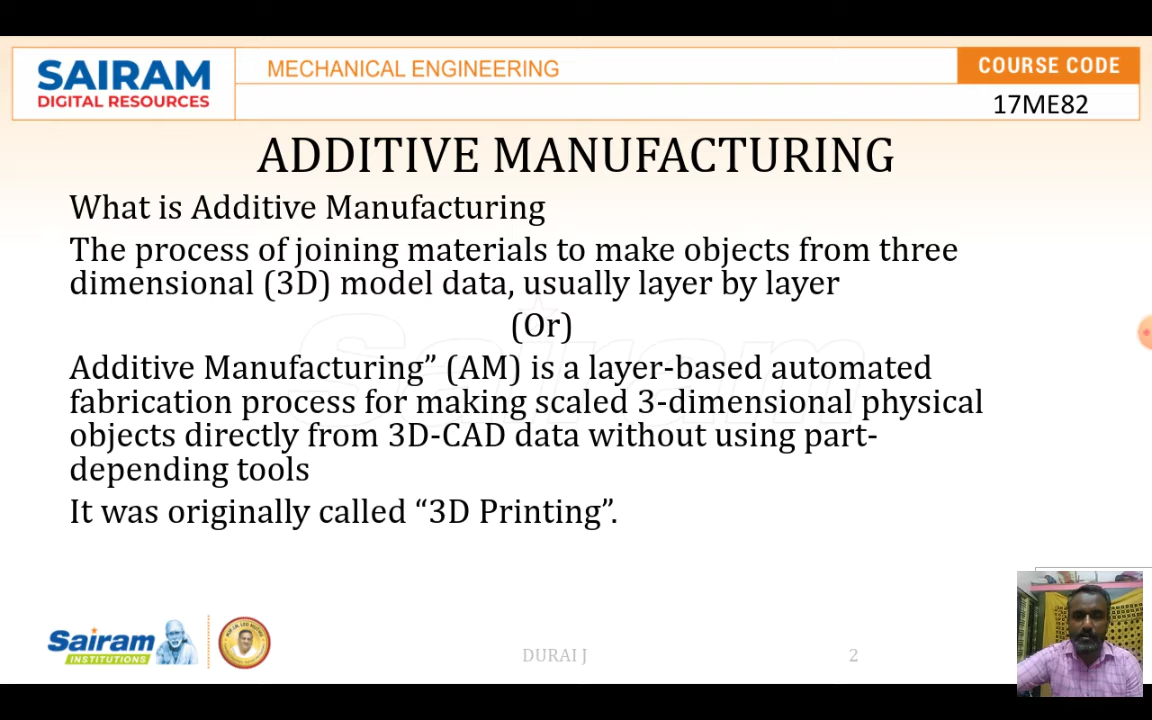 SAIRAM
DIGITAL RESOURCES
MECHANICAL ENGINEERING
COURSE CODE
17ME82
ADDITIVE MANUFACTURING
What is Additive Manufacturing
The process of joining materials to make objects from three
dimensional (3D) model data, usually layer by layer
(Or)
Additive Manufacturing” (AM) is a layer-based automated
fabrication process for making scaled 3-dimensional physical
objects directly from 3D-CAD data without using part-
depending tools
It was originally called “3D Printing”.
Sairam
Sairam
INSTITUTIONS
DURAI J
2